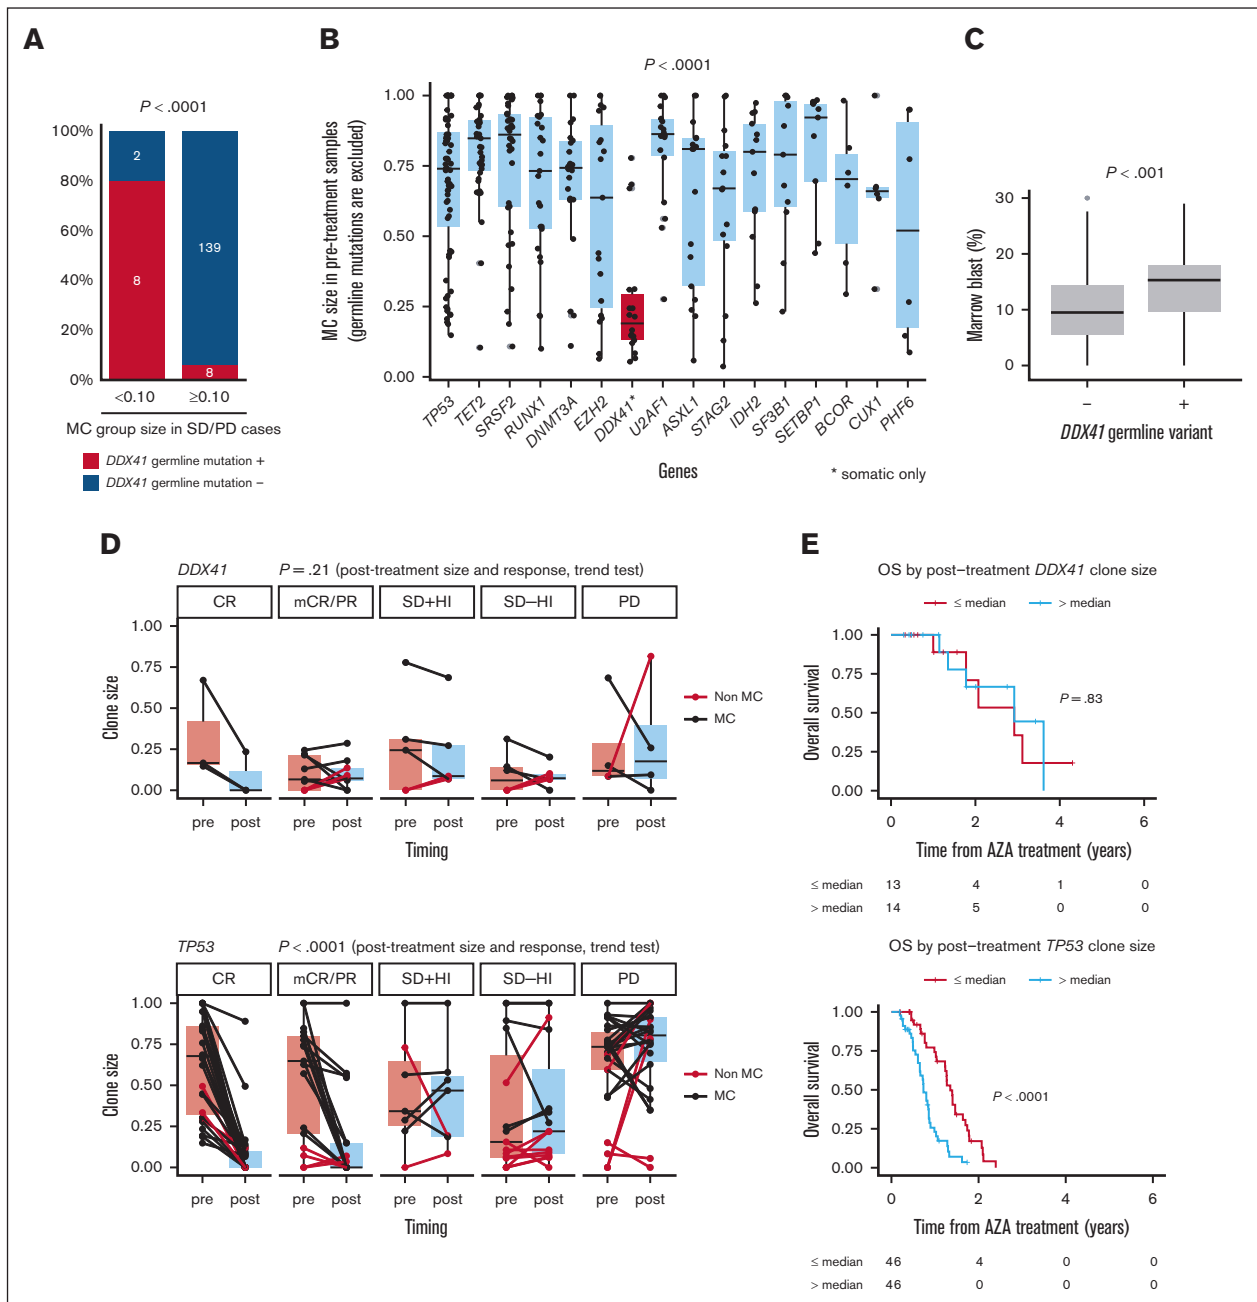 A
P < .0001
100%
80%
60%
40%
20%
0%
2
8
139
8
<0.10
≥0.10
MC group size in SD/PD cases
DDX41 germline mutation +
DDX41 germline mutation –
B
P < .0001
MC size in pre-treatment samples
(germline mutations are excluded)
1.00
0.75
0.50
0.25
0.00
TP53
TET2
SRSF2
RUNX1
DNMT3A
EZH2
DDX41*
U2AF1
ASXL1
STAG2
IDH2
SF3B1
SETBP1
BCOR
CUX1
PHF6
Genes
* somatic only
C
P < .001
Marrow blast (%)
30
20
10
0
–
+
DDX41 germline variant
D
DDX41
P = .21 (post-treatment size and response, trend test)
CR
mCR/PR
SD+HI
SD–HI
PD
Clone size
1.00
0.75
0.50
0.25
0.00
pre post pre post pre post pre post pre post
Timing
Non MC
MC
TP53
P < .0001 (post-treatment size and response, trend test)
CR
mCR/PR
SD+HI
SD–HI
PD
Clone size
1.00
0.75
0.50
0.25
0.00
pre post pre post pre post pre post pre post
Timing
Non MC
MC
E
OS by post–treatment DDX41 clone size
≤ median > median
Overall survival
1.00
0.75
0.50
0.25
0.00
P = .83
0 2 4 6
Time from AZA treatment (years)
≤ median 13 4 1 0
> median 14 5 0 0
OS by post–treatment TP53 clone size
≤ median > median
Overall survival
1.00
0.75
0.50
0.25
0.00
P < .0001
0 2 4 6
Time from AZA treatment (years)
≤ median 46 4 0 0
> median 46 0 0 0